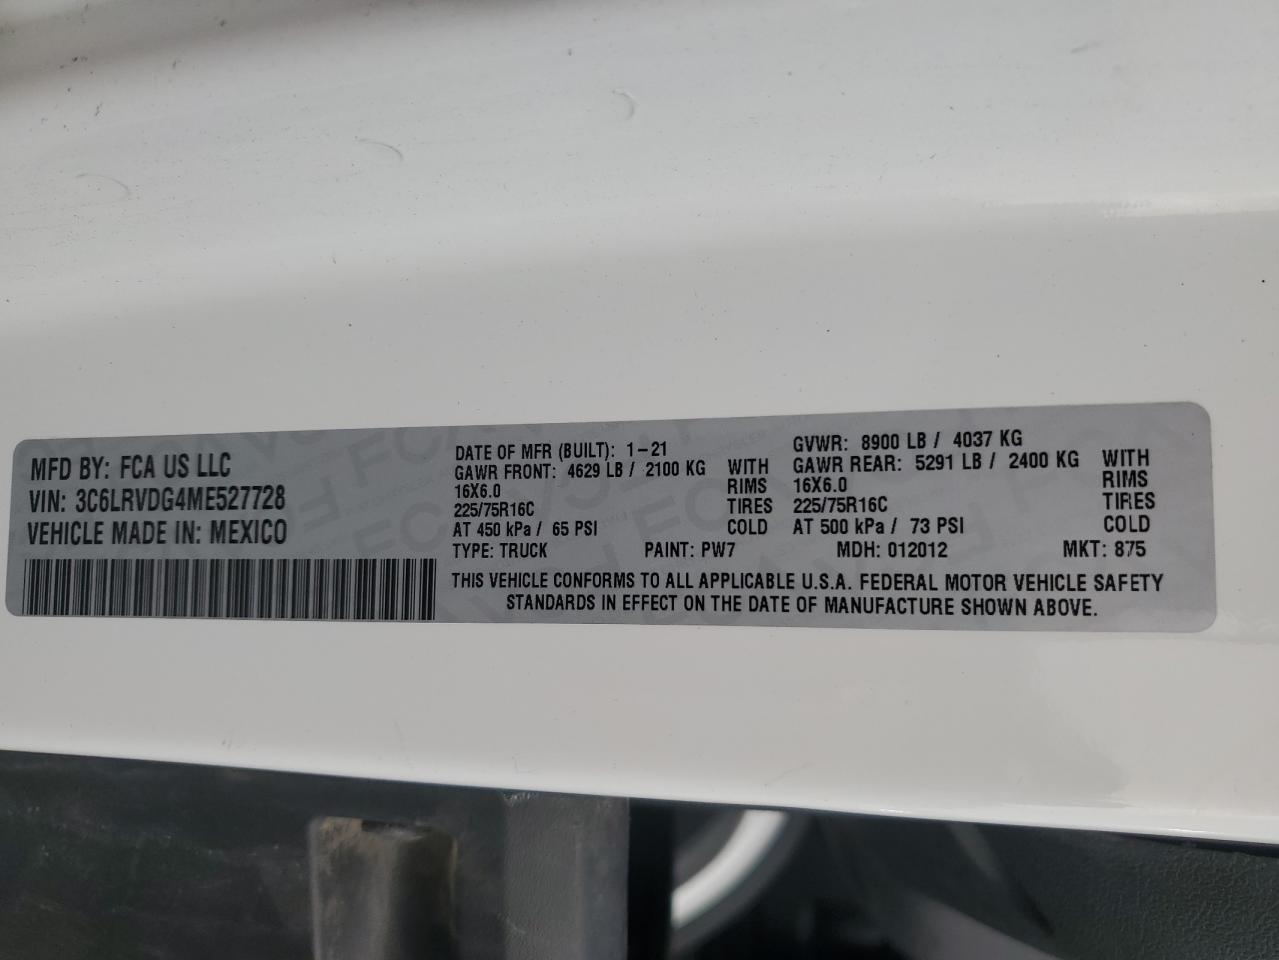 MFD BY: FCA US LLC
VIN: 3C6LRVDG4ME527728
VEHICLE MADE IN: MEXICO
DATE OF MFR (BUILT): 1-21
GAWR FRONT: 4629 LB / 2100 KG WITH
16X6.0 RIMS
225/75R16C TIRES
AT 450 kPa / 65 PSI COLD
GVWR: 8900 LB / 4037 KG
GAWR REAR: 5291 LB / 2400 KG WITH
16X6.0 RIMS
225/75R16C TIRES
AT 500 kPa / 73 PSI COLD
TYPE: TRUCK PAINT: PW7 MDH: 012012 MKT: 875
THIS VEHICLE CONFORMS TO ALL APPLICABLE U.S.A. FEDERAL MOTOR VEHICLE SAFETY
STANDARDS IN EFFECT ON THE DATE OF MANUFACTURE SHOWN ABOVE.